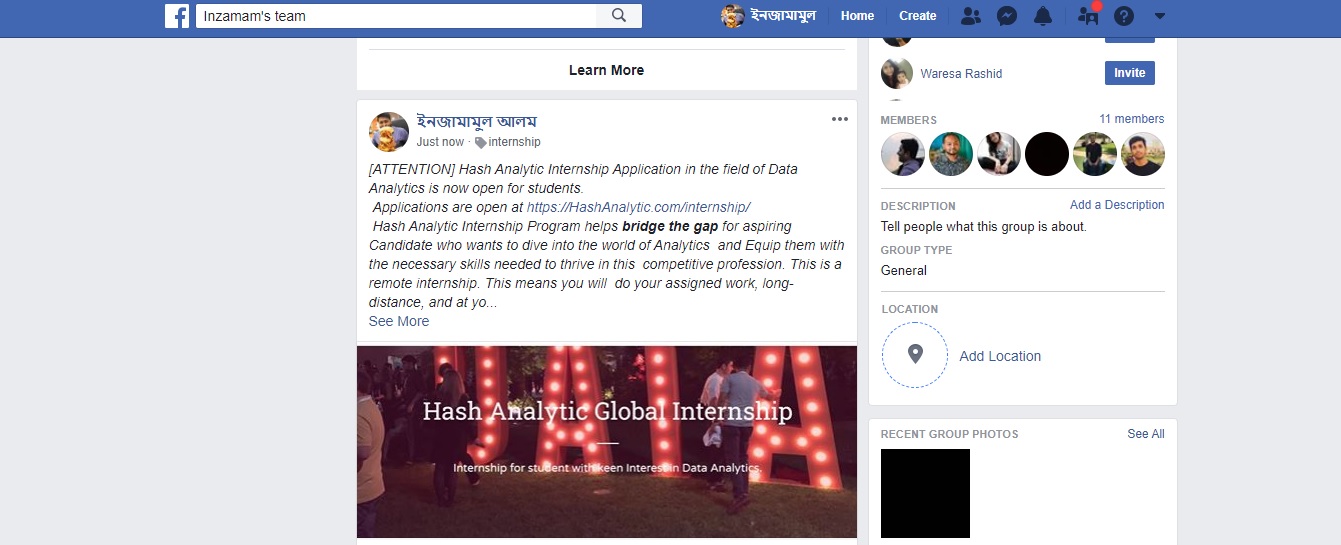 Inzamam's team
ইনজামামুল
Home
Create
Learn More
ইনজামামুল আলম
Just now · internship
[ATTENTION] Hash Analytic Internship Application in the field of Data
Analytics is now open for students.
Applications are open at https://HashAnalytic.com/internship/
Hash Analytic Internship Program helps bridge the gap for aspiring
Candidate who wants to dive into the world of Analytics and Equip them with
the necessary skills needed to thrive in this competitive profession. This is a
remote internship. This means you will do your assigned work, long-
distance, and at yo...
See More
DATA
Hash Analytic Global Internship
Internship for student with keen Interest in Data Analytics.
Waresa Rashid
Invite
MEMBERS
11 members
DESCRIPTION
Add a Description
Tell people what this group is about.
GROUP TYPE
General
LOCATION
Add Location
RECENT GROUP PHOTOS
See All